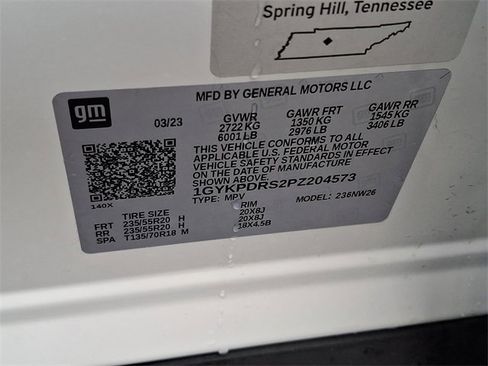 Spring Hill, Tennessee
gm
MFD BY GENERAL MOTORS LLC
03/23 GVWR GAWR FRT GAWR RR
2722 KG 1350 KG 1545 KG
6001 LB 2976 LB 3406 LB
THIS VEHICLE CONFORMS TO ALL
APPLICABLE U.S. FEDERAL MOTOR
VEHICLE SAFETY STANDARDS IN EFFECT
ON THE DATE OF MANUFACTURE
SHOWN ABOVE.
1GYKPDRS2PZ204573
140X TYPE: MPV MODEL: 236NW26
TIRE SIZE RIM
FRT 235/55R20 H 20X8J
RR 235/55R20 H 20X8J
SPA T135/70R18 M 18X4.5B